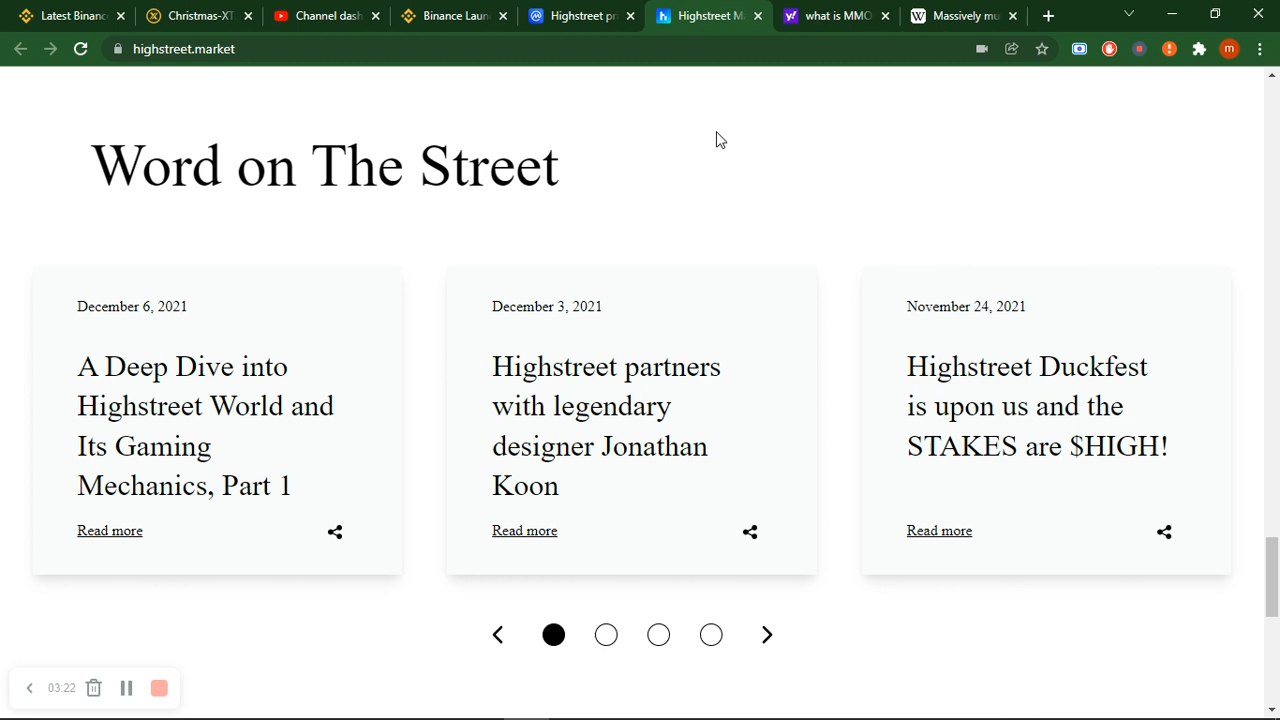 Latest Binanc
Christmas-XT
Channel dash
Binance Laun
Highstreet pr
Highstreet M
what is MMO
Massively mu
highstreet.market
m
Word on The Street
December 6, 2021
A Deep Dive into
Highstreet World and
Its Gaming
Mechanics, Part 1
Read more
December 3, 2021
Highstreet partners
with legendary
designer Jonathan
Koon
Read more
November 24, 2021
Highstreet Duckfest
is upon us and the
STAKES are $HIGH!
Read more
03:22